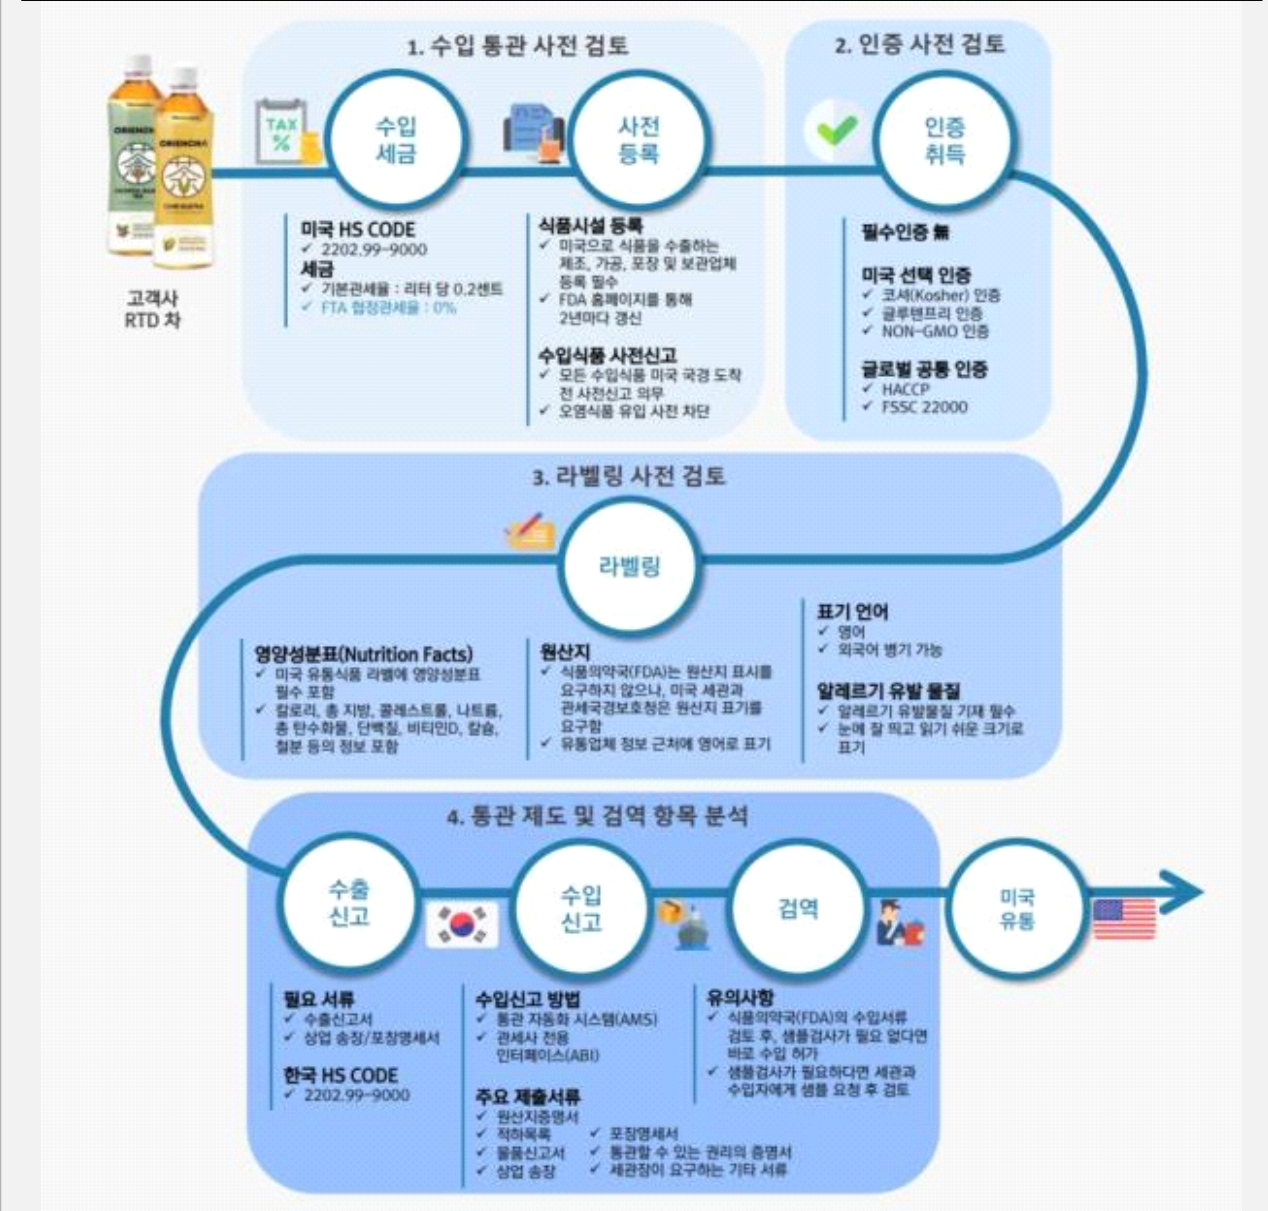 1. 수입 통관 사전 검토
2. 인증 사전 검토
TAX
%
수입
세금
사전
등록
인증
취득
고객사
RTD 차
미국 HS CODE
✓ 2202.99-9000
세금
✓ 기본관세율 : 리터 당 0.2센트
✓ FTA 협정관세율 : 0%
식품시설 등록
✓ 미국으로 식품을 수출하는
제조, 가공, 포장 및 보관업체
등록 필수
✓ FDA 홈페이지를 통해
2년마다 갱신
수입식품 사전신고
✓ 모든 수입식품 미국 국경 도착
전 사전신고 의무
✓ 오염식품 유입 사전 차단
필수인증 無
미국 선택 인증
✓ 코셔(Kosher) 인증
✓ 글루텐프리 인증
✓ NON-GMO 인증
글로벌 공통 인증
✓ HACCP
✓ FSSC 22000
3. 라벨링 사전 검토
라벨링
영양성분표(Nutrition Facts)
✓ 미국 유통식품 라벨에 영양성분표
필수 포함
✓ 칼로리, 총 지방, 콜레스트롤, 나트륨,
총 탄수화물, 단백질, 비타민D, 칼슘,
철분 등의 정보 포함
원산지
✓ 식품의약국(FDA)는 원산지 표시를
요구하지 않으나, 미국 세관과
관세국경보호청은 원산지 표기를
요구함
✓ 유통업체 정보 근처에 영어로 표기
표기 언어
✓ 영어
✓ 외국어 병기 가능
알레르기 유발 물질
✓ 알레르기 유발물질 기재 필수
✓ 눈에 잘 띄고 읽기 쉬운 크기로
표기
4. 통관 제도 및 검역 항목 분석
수출
신고
수입
신고
검역
미국
유통
필요 서류
✓ 수출신고서
✓ 상업 송장/포장명세서
한국 HS CODE
✓ 2202.99-9000
수입신고 방법
✓ 통관 자동화 시스템(AMS)
✓ 관세사 전용
인터페이스(ABI)
주요 제출서류
✓ 원산지증명서
✓ 적하목록 ✓ 포장명세서
✓ 물품신고서 ✓ 통관할 수 있는 권리의 증명서
✓ 상업 송장 ✓ 세관장이 요구하는 기타 서류
유의사항
✓ 식품의약국(FDA)의 수입서류
검토 후, 샘플검사가 필요 없다면
바로 수입 허가
✓ 샘플검사가 필요하다면 세관과
수입자에게 샘플 요청 후 검토